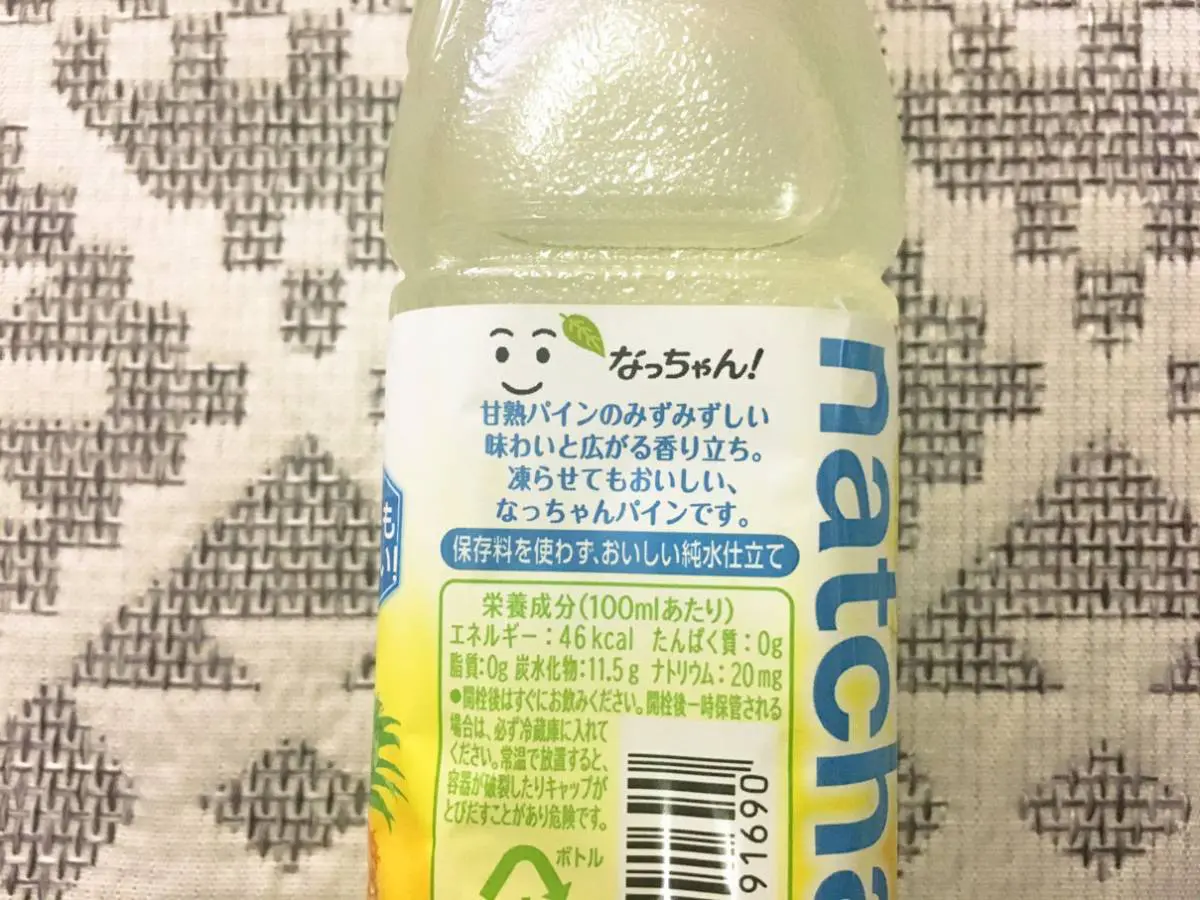 なっちゃん!
甘熟パインのみずみずしい
味わいと広がる香り立ち。
凍らせてもおいしい、
なっちゃんパインです。
保存料を使わず、おいしい純水仕立て
栄養成分(100mlあたり)
エネルギー:46kcal たんぱく質:0g
脂質:0g 炭水化物:11.5g ナトリウム:20mg
●開栓後はすぐにお飲みください。開栓後一時保管される
場合は、必ず冷蔵庫に入れて
ください。常温で放置すると、
容器が破裂したりキャップが
とびだすことがあり危険です。
ボトル
natcha
も
い!